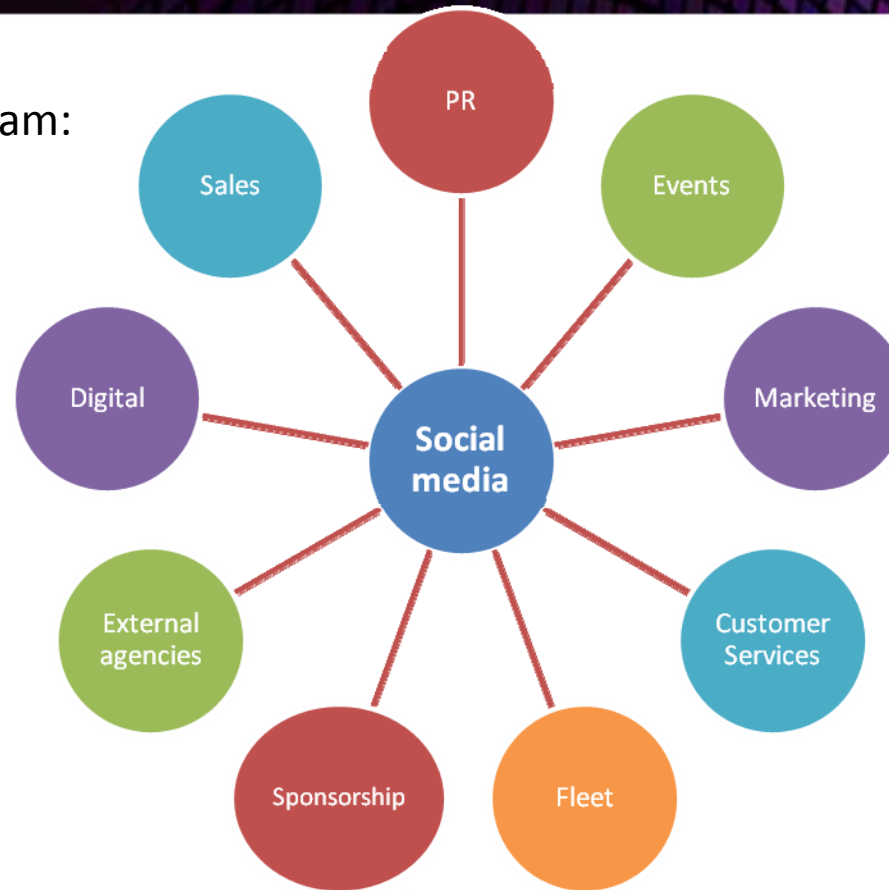 am:
PR
Sales
Events
Digital
Marketing
Social
media
External
agencies
Customer
Services
Sponsorship
Fleet